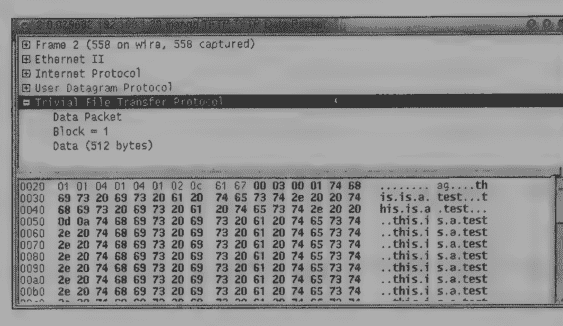 Frame 2 (558 on wire, 558 captured)
Ethernet II
Internet Protocol
User Datagram Protocol
Trivial File Transfer Protocol
Data Packet
Block = 1
Data (512 bytes)
0020 01 01 04 01 04 01 02 0c 61 67 00 03 00 01 74 68 ........ ag....th
0030 69 73 20 69 73 20 61 20 74 65 73 74 2e 20 20 74 is.is.a. test...t
0040 68 69 73 20 69 73 20 61 20 74 65 73 74 2e 20 20 his.is.a .test...
0050 0d 0a 74 68 69 73 20 69 73 20 61 20 74 65 73 74 ..this.i s.a.test
0060 2e 20 74 68 69 73 20 69 73 20 61 20 74 65 73 74 ..this.i s.a.test
0070 2e 20 74 68 69 73 20 69 73 20 61 20 74 65 73 74 ..this.i s.a.test
0080 2e 20 74 68 69 73 20 69 73 20 61 20 74 65 73 74 ..this.i s.a.test
0090 2e 20 74 68 69 73 20 69 73 20 61 20 74 65 73 74 ..this.i s.a.test
00a0 2e 20 74 68 69 73 20 69 73 20 61 20 74 65 73 74 ..this.i s.a.test
00b0 2e 20 74 68 69 73 20 69 73 20 61 20 74 65 73 74 ..this.i s.a.test